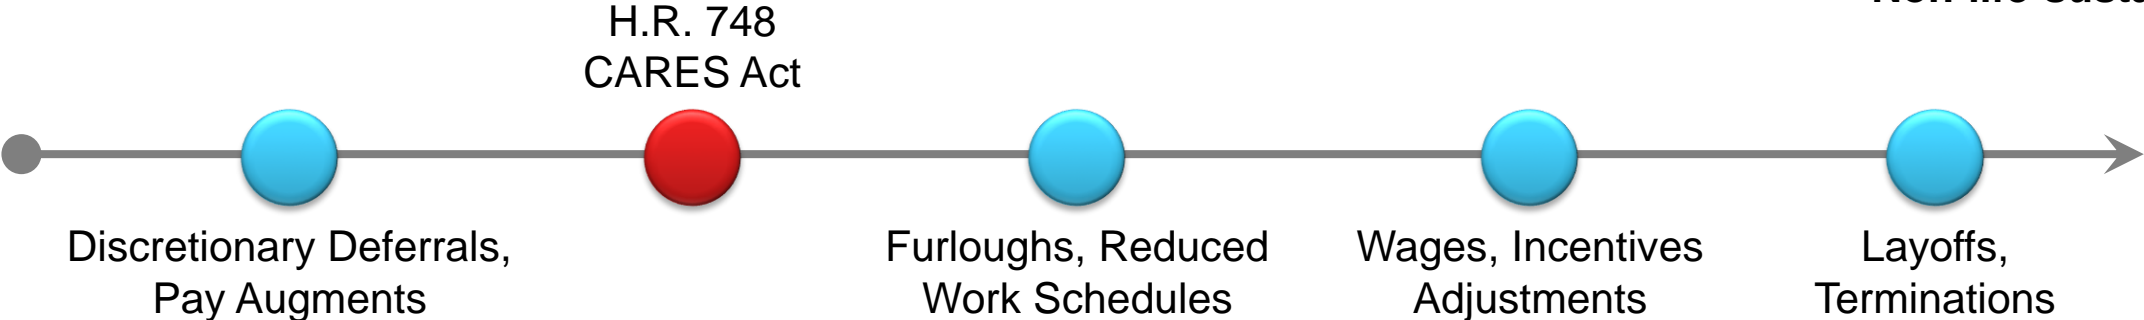 H.R. 748
CARES Act
Discretionary Deferrals,
Pay Augments
Furloughs, Reduced
Work Schedules
Wages, Incentives
Adjustments
Layoffs,
Terminations